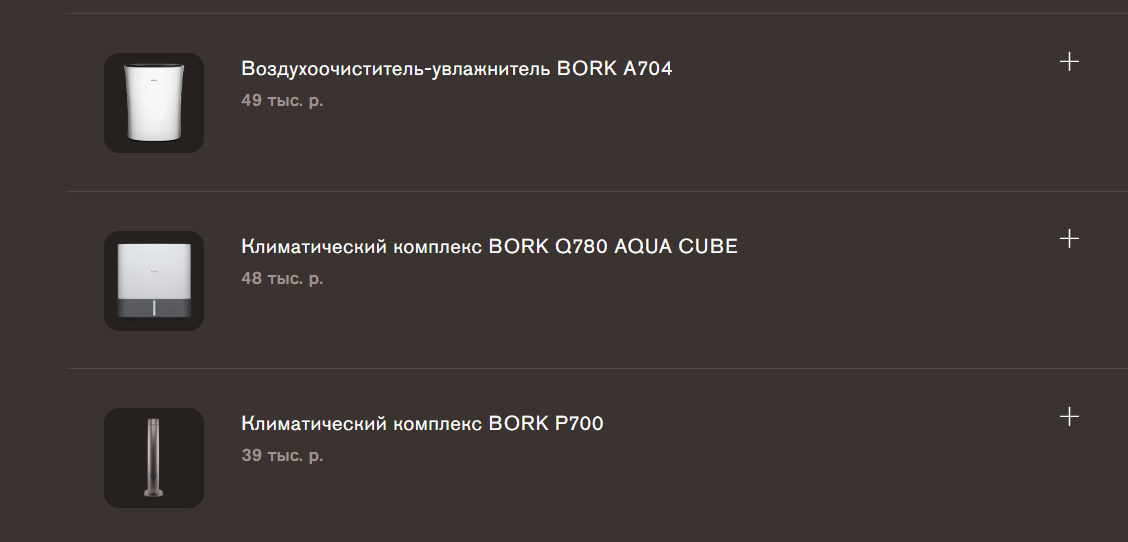 Воздухоочиститель-увлажнитель BORK A704
49 тыс. р.
Климатический комплекс BORK Q780 AQUA CUBE
48 тыс. р.
Климатический комплекс BORK P700
39 тыс. р.